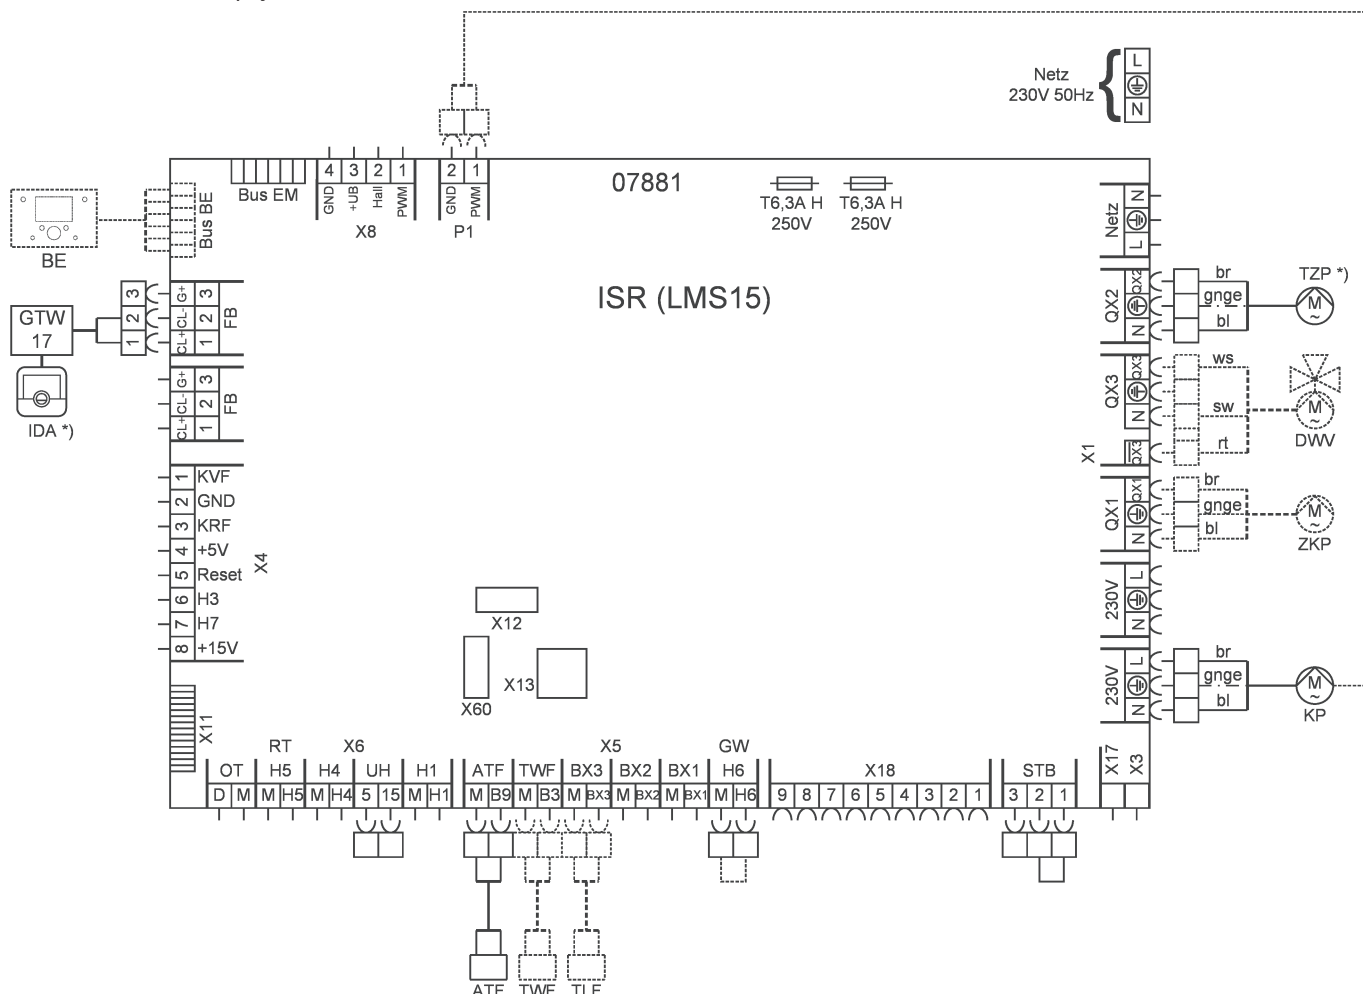 Netz
230V 50Hz
L
N
07881
ISR (LMS15)
T6,3A H
250V
T6,3A H
250V
Bus EM
4 3 2 1
GND +UB Hall PWM
X8
2 1
GND PWM
P1
BE
Bus BE
GTW
17
IDA *)
3 G+ 3
2 CL- 2
1 CL+ 1
FB
G+ 3
CL- 2
CL+ 1
FB
1 KVF
2 GND
3 KRF
4 +5V
5 Reset
6 H3
7 H7
8 +15V
X4
X11
X12
X60
X13
Netz
N
L
QX2
QX2
N
br
gnge
bl
TZP *)
M
~
QX3
QX3
N
QX3
ws
sw
rt
M
~
DWV
X1
QX1
QX1
N
br
gnge
bl
M
~
ZKP
230V
L
N
230V
L
N
br
gnge
bl
M
~
KP
X17
X3
RT X6 X5 GW
OT H5 H4 UH H1 ATF TWF BX3 BX2 BX1 H6 X18 STB
D M M H5 M H4 5 15 M H1 M B9 M B3 M BX3 M BX2 M BX1 M H6 9 8 7 6 5 4 3 2 1 3 2 1
ATF TWF TLF